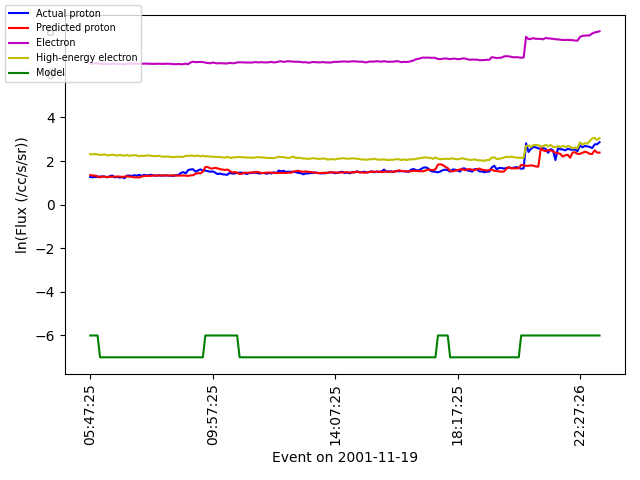 Actual proton
Predicted proton
Electron
High-energy electron
Model
8
6
4
2
0
−2
−4
−6
ln(Flux (/cc/s/sr))
05:47:25
09:57:25
14:07:25
18:17:25
22:27:26
Event on 2001-11-19